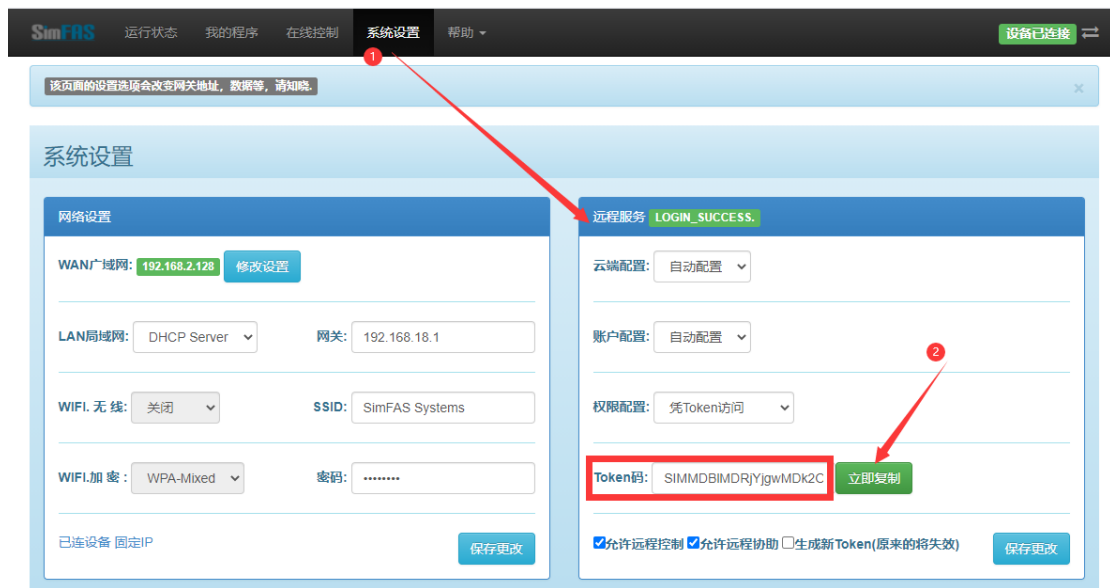 SimFAS 运行状态 我的程序 在线控制 系统设置 帮助 设备已连接
1
该页面的设置选项会改变网关地址，数据等，请知晓.
×
系统设置
网络设置
WAN广域网: 192.168.2.128 修改设置
LAN局域网: DHCP Server 网关: 192.168.18.1
WIFI. 无 线: 关闭 SSID: SimFAS Systems
WIFI.加 密 : WPA-Mixed 密码: ••••••••
已连设备 固定IP 保存更改
远程服务 LOGIN_SUCCESS.
云端配置: 自动配置
账户配置: 自动配置
2
权限配置: 凭Token访问
Token码: SIMMDBIMDRjYjgwMDk2C 立即复制
允许远程控制 允许远程协助 生成新Token(原来的将失效) 保存更改